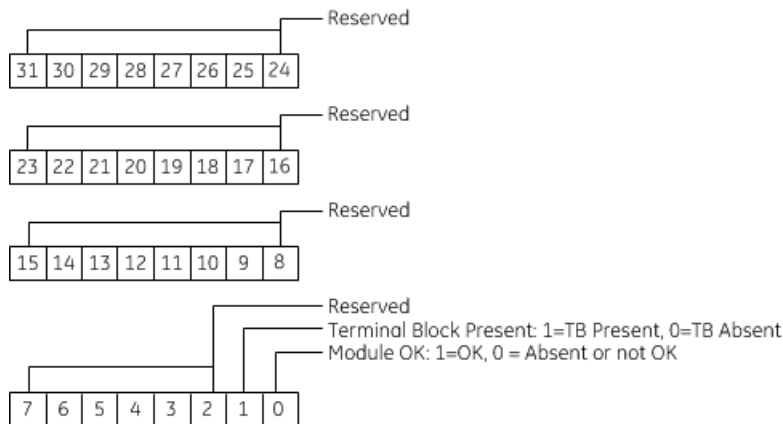 Reserved
31 30 29 28 27 26 25 24
Reserved
23 22 21 20 19 18 17 16
Reserved
15 14 13 12 11 10 9 8
Reserved
Terminal Block Present: 1=TB Present, 0=TB Absent
Module OK: 1=OK, 0 = Absent or not OK
7 6 5 4 3 2 1 0